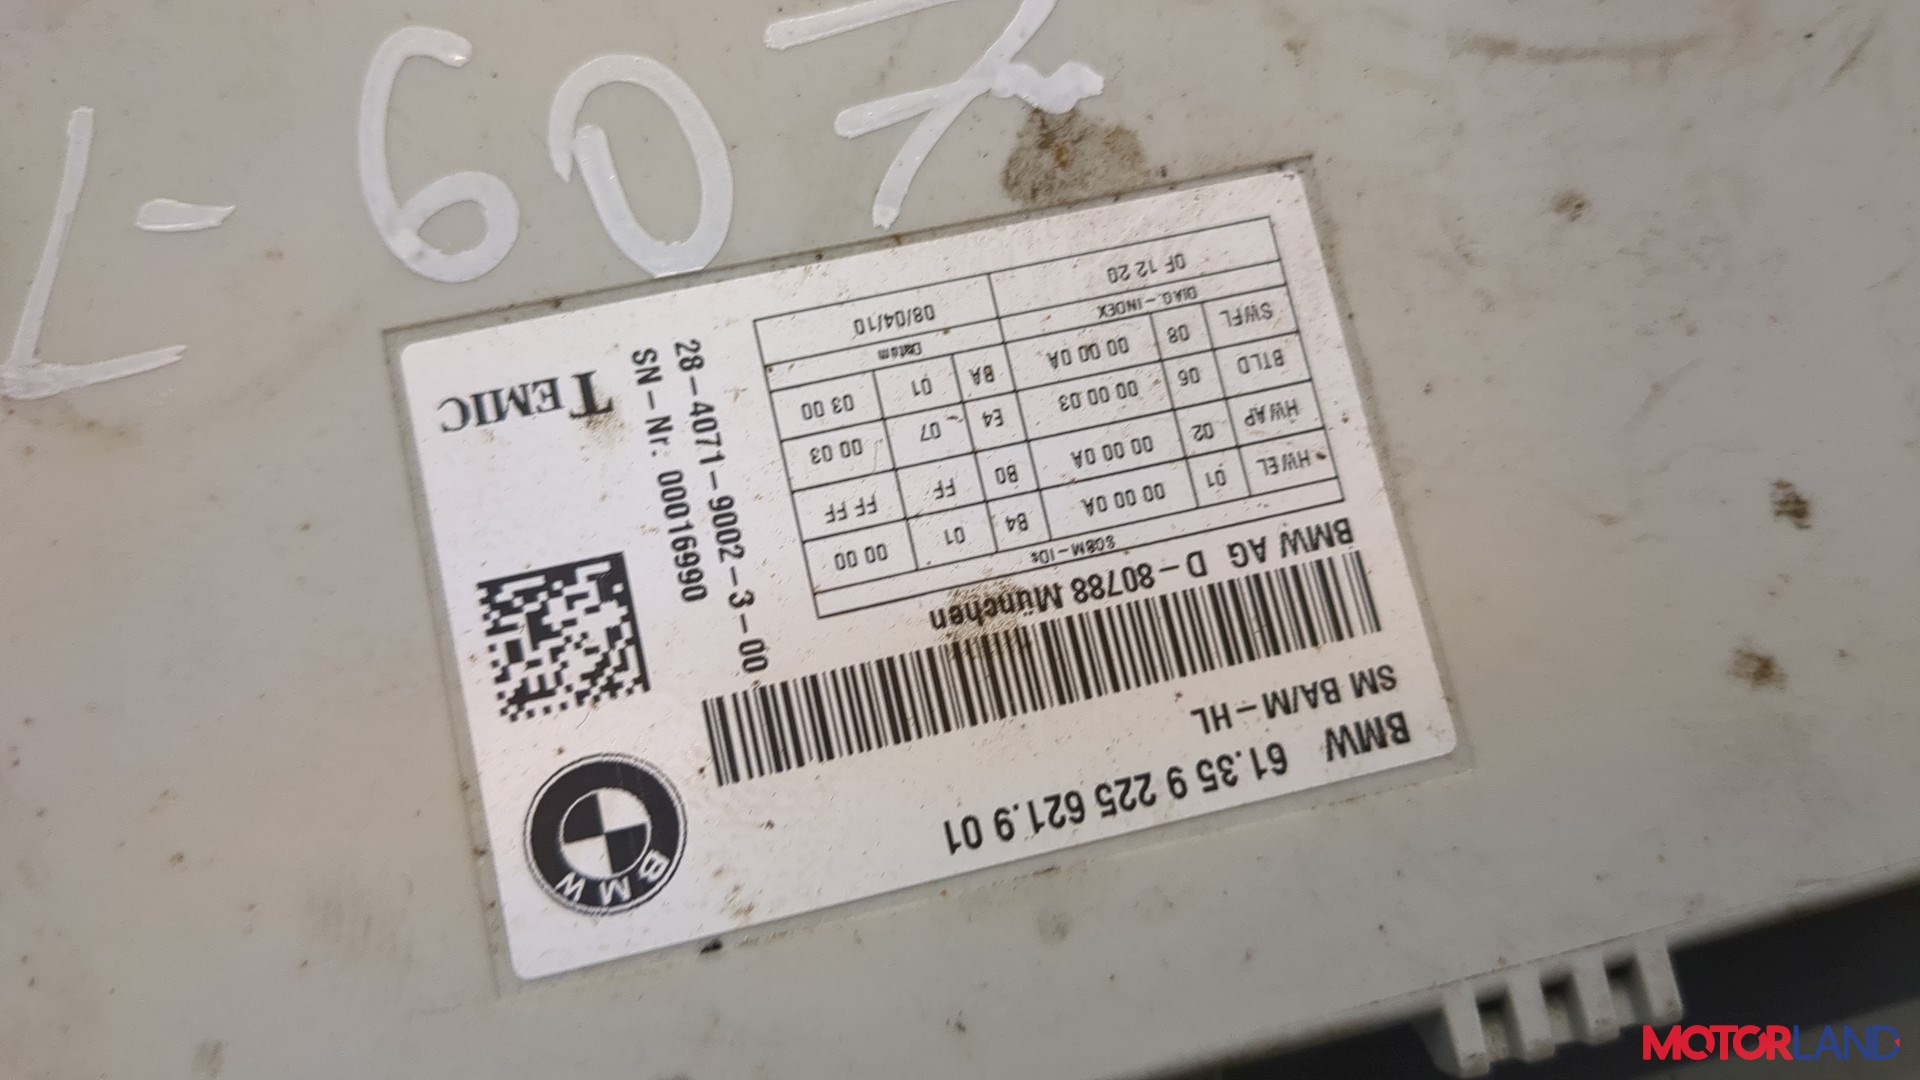 L-607
BMW 61.35 9 225 621.9 01
SM BA/M-HL
BMW AG D-80788 München
SGBM-IDs
HWEL 01 00 00 0A B4 01 00 00
HWAP 02 00 00 0A B0 FF FF FF
BTLD 06 00 00 03 E4 07 00 03
SWFL 08 00 00 0A BA 01 03 00
DIAG.-INDEX Datum
0F 12 20 08/04/10
28-4071-9002-3-00
SN-Nr. 00016990
TEMIC
BMW
MOTORLAND